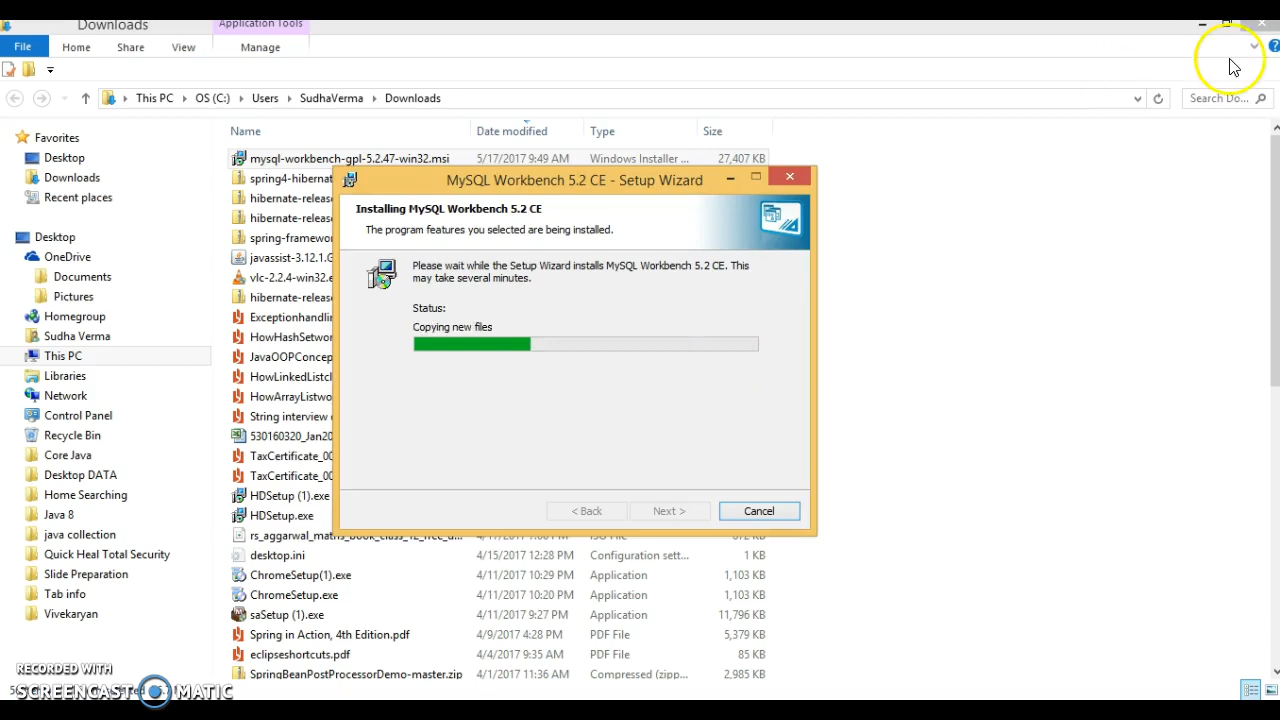 Downloads
Application Tools
File
Home
Share
View
Manage
This PC
OS (C:)
Users
SudhaVerma
Downloads
Search Do...
Name
Date modified
Type
Size
Favorites
Desktop
Downloads
Recent places
Desktop
OneDrive
Documents
Pictures
Homegroup
Sudha Verma
This PC
Libraries
Network
Control Panel
Recycle Bin
Core Java
Desktop DATA
Home Searching
Java 8
java collection
Quick Heal Total Security
Slide Preparation
Tab info
Vivekaryan
mysql-workbench-gpl-5.2.47-win32.msi 5/17/2017 9:49 AM Windows Installer ... 27,407 KB
spring4-hibernat
hibernate-release
hibernate-release
spring-framewor
javassist-3.12.1.G
vlc-2.2.4-win32.e
hibernate-release
Exceptionhandlin
HowHashSetwor
JavaOOPConcep
HowLinkedListcl
HowArrayListwo
String interview
530160320_Jan20
TaxCertificate_00
TaxCertificate_00
HDSetup (1).exe
HDSetup.exe
rs_aggarwal_maths_book_class_12_free_d...
desktop.ini 4/15/2017 12:28 PM Configuration sett... 1 KB
ChromeSetup(1).exe 4/11/2017 10:29 PM Application 1,103 KB
ChromeSetup.exe 4/11/2017 10:20 PM Application 1,103 KB
saSetup (1).exe 4/11/2017 9:27 PM Application 11,796 KB
Spring in Action, 4th Edition.pdf 4/9/2017 4:28 PM PDF File 5,379 KB
eclipseshortcuts.pdf 4/4/2017 9:35 AM PDF File 85 KB
SpringBeanPostProcessorDemo-master.zip 4/1/2017 11:36 AM Compressed (zipp... 2,985 KB
MySQL Workbench 5.2 CE - Setup Wizard
Installing MySQL Workbench 5.2 CE
The program features you selected are being installed.
Please wait while the Setup Wizard installs MySQL Workbench 5.2 CE. This
may take several minutes.
Status:
Copying new files
< Back
Next >
Cancel
RECORDED WITH
SCREENCAST MATIC